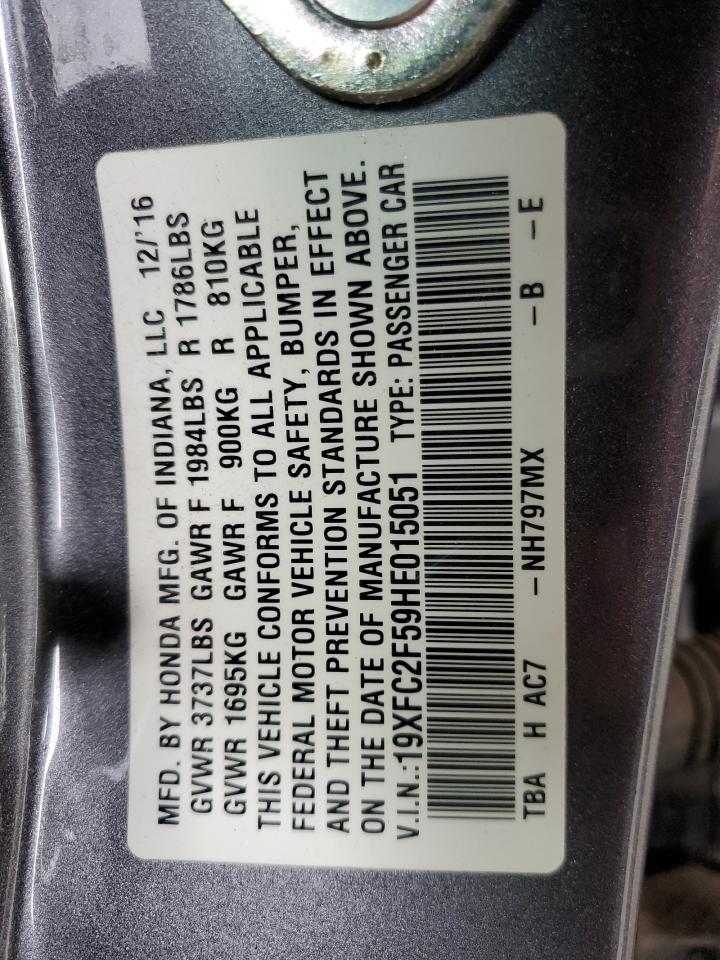 MFD. BY HONDA MFG. OF INDIANA, LLC 12/'16
GVWR 3737LBS GAWR F 1984LBS R 1786LBS
GVWR 1695KG GAWR F 900KG R 810KG
THIS VEHICLE CONFORMS TO ALL APPLICABLE
FEDERAL MOTOR VEHICLE SAFETY, BUMPER,
AND THEFT PREVENTION STANDARDS IN EFFECT
ON THE DATE OF MANUFACTURE SHOWN ABOVE.
V.I.N.:19XFC2F59HE015051 TYPE: PASSENGER CAR
TBA H AC7 – NH797MX – B – E